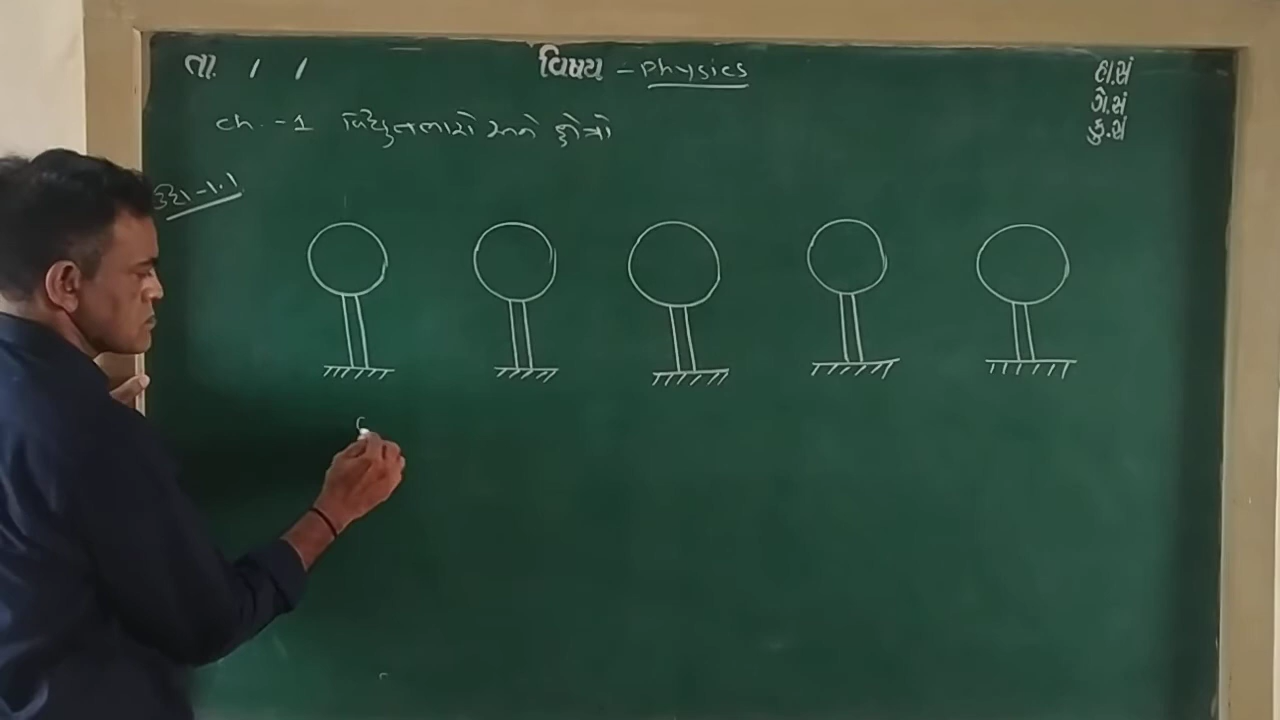 તા. / /
વિષય - Physics
હા.સં
ગે.સં
કુ.સં
ch. - 1 વિદ્યુતભારો અને ક્ષેત્રો
ઉદા - 1.1